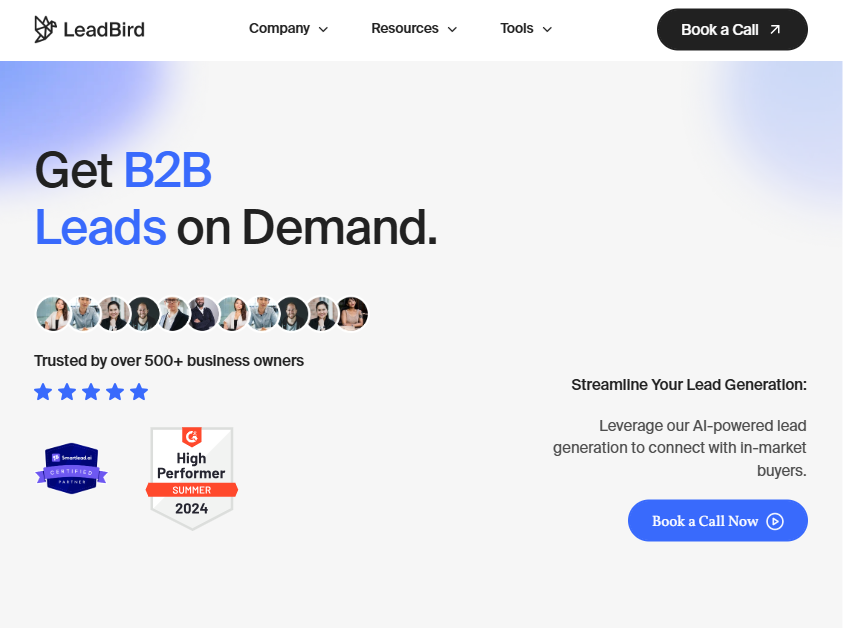 LeadBird
Company
Resources
Tools
Book a Call
Get B2B
Leads on Demand.
Trusted by over 500+ business owners
Smartlead.ai
CERTIFIED
PARTNER
G2
High
Performer
SUMMER
2024
Streamline Your Lead Generation:
Leverage our AI-powered lead
generation to connect with in-market
buyers.
Book a Call Now